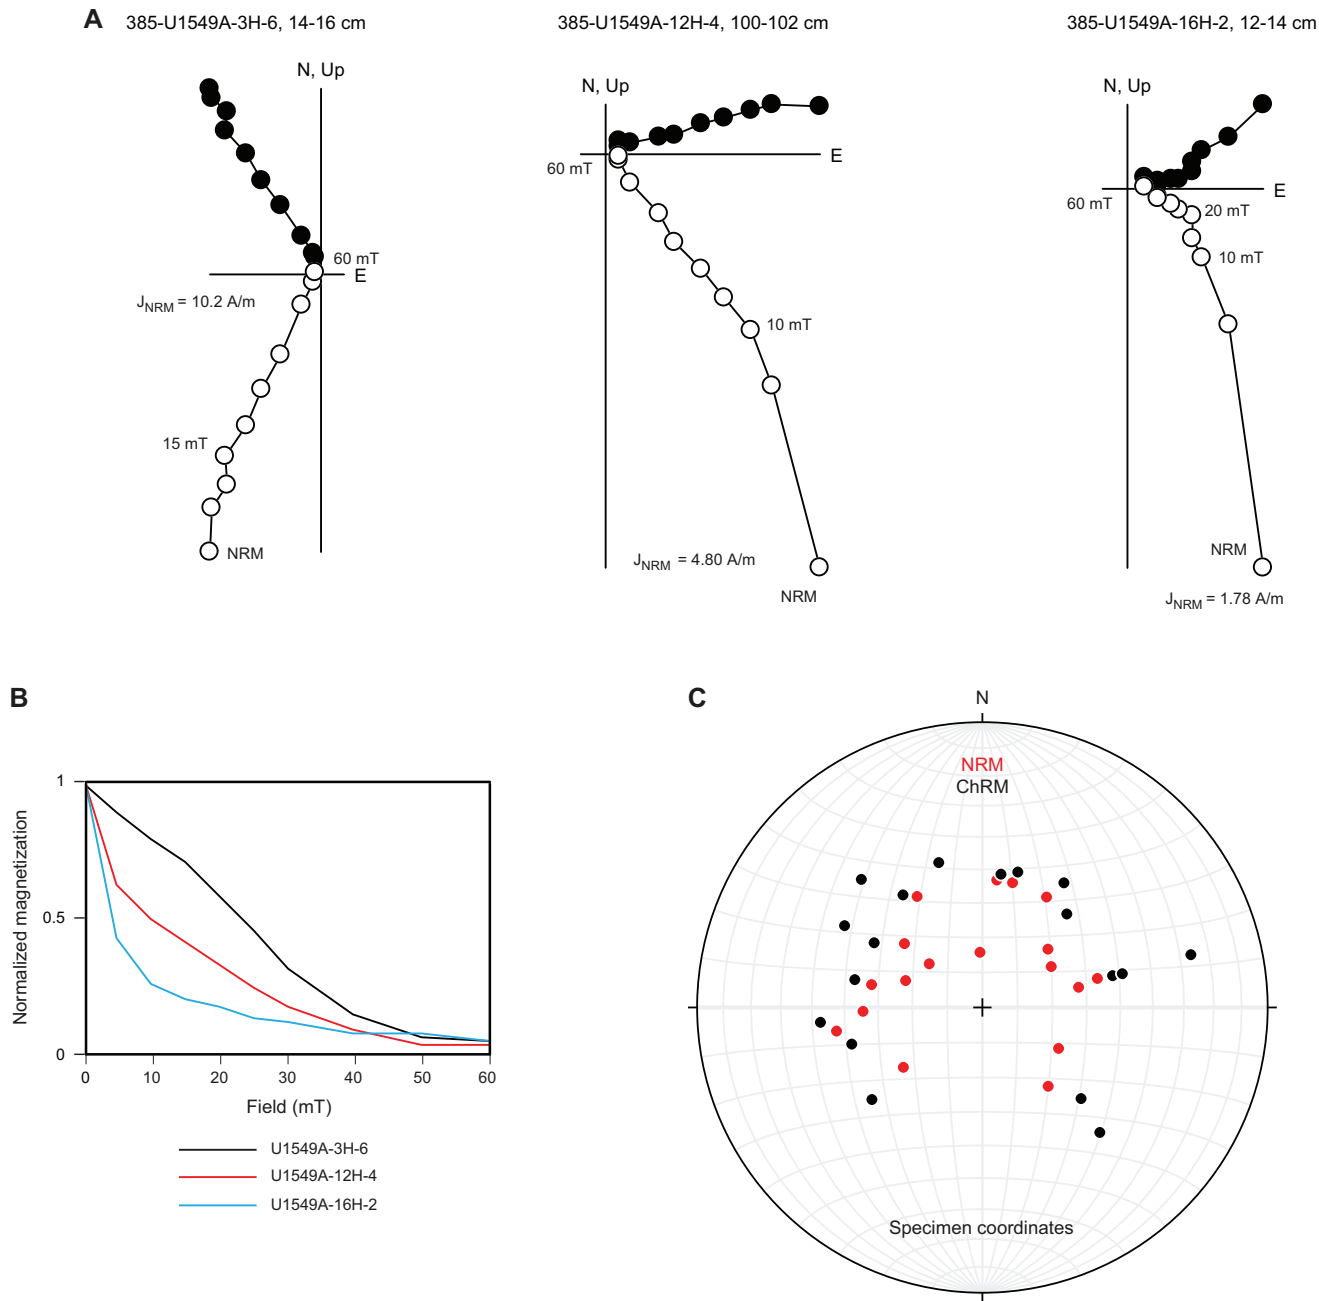 A
385-U1549A-3H-6, 14-16 cm
385-U1549A-12H-4, 100-102 cm
385-U1549A-16H-2, 12-14 cm
N, Up
60 mT
E
J_NRM = 10.2 A/m
15 mT
NRM
N, Up
E
60 mT
10 mT
J_NRM = 4.80 A/m
NRM
N, Up
E
60 mT
20 mT
10 mT
NRM
J_NRM = 1.78 A/m
B
1
0.5
0
Normalized magnetization
0 10 20 30 40 50 60
Field (mT)
U1549A-3H-6
U1549A-12H-4
U1549A-16H-2
C
N
NRM
ChRM
Specimen coordinates